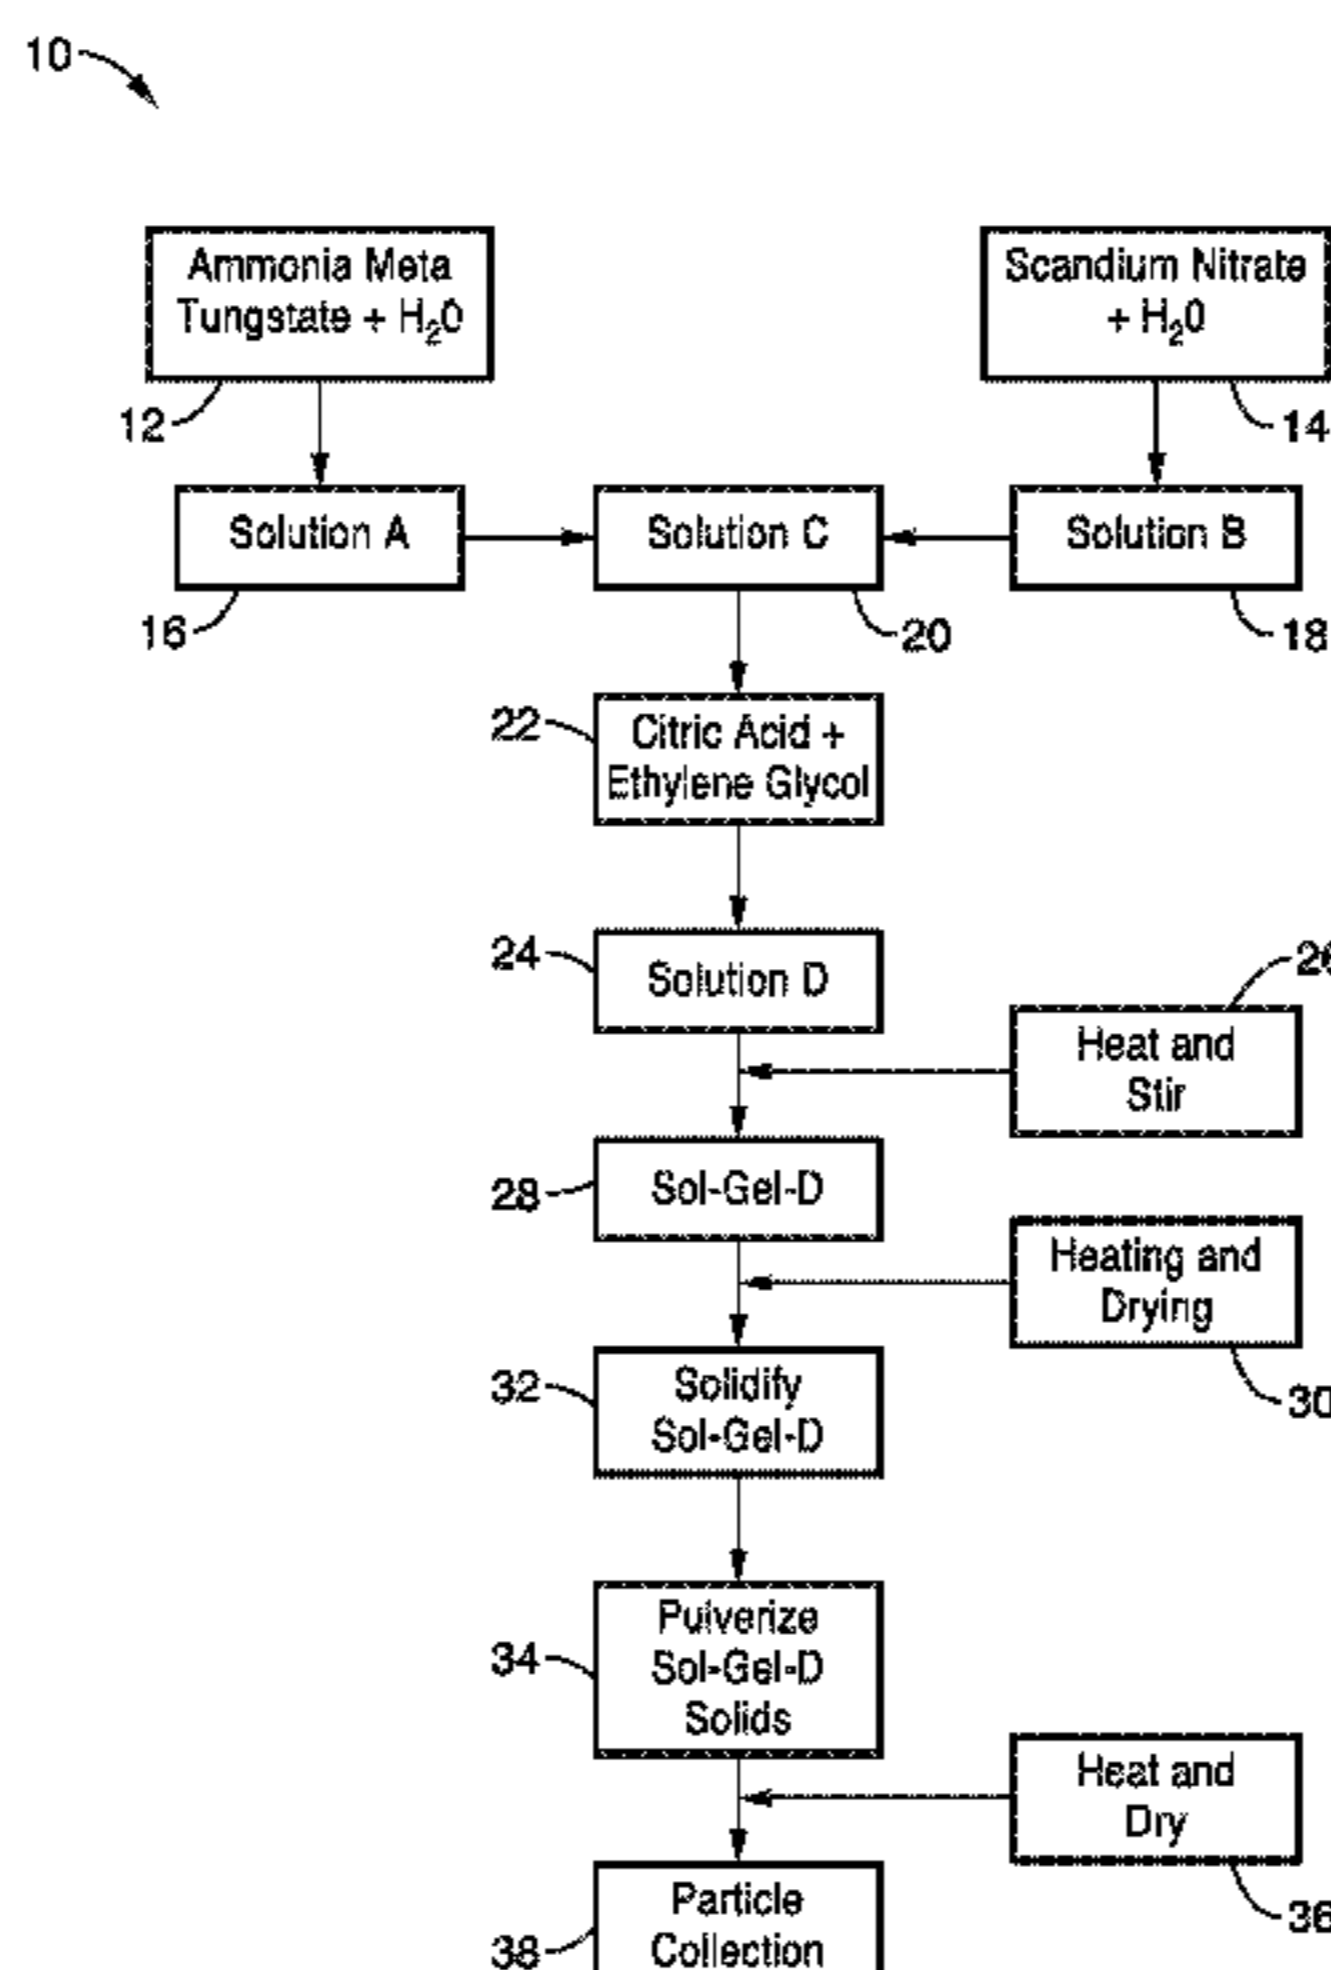 10
Ammonia Meta
Tungstate + H₂0
12
Scandium Nitrate
+ H₂0
14
Solution A
16
Solution C
20
Solution B
18
22
Citric Acid +
Ethylene Glycol
24
Solution D
26
Heat and
Stir
28
Sol-Gel-D
Heating and
Drying
30
32
Solidify
Sol-Gel-D
34
Pulverize
Sol-Gel-D
Solids
Heat and
Dry
36
38
Particle
Collection